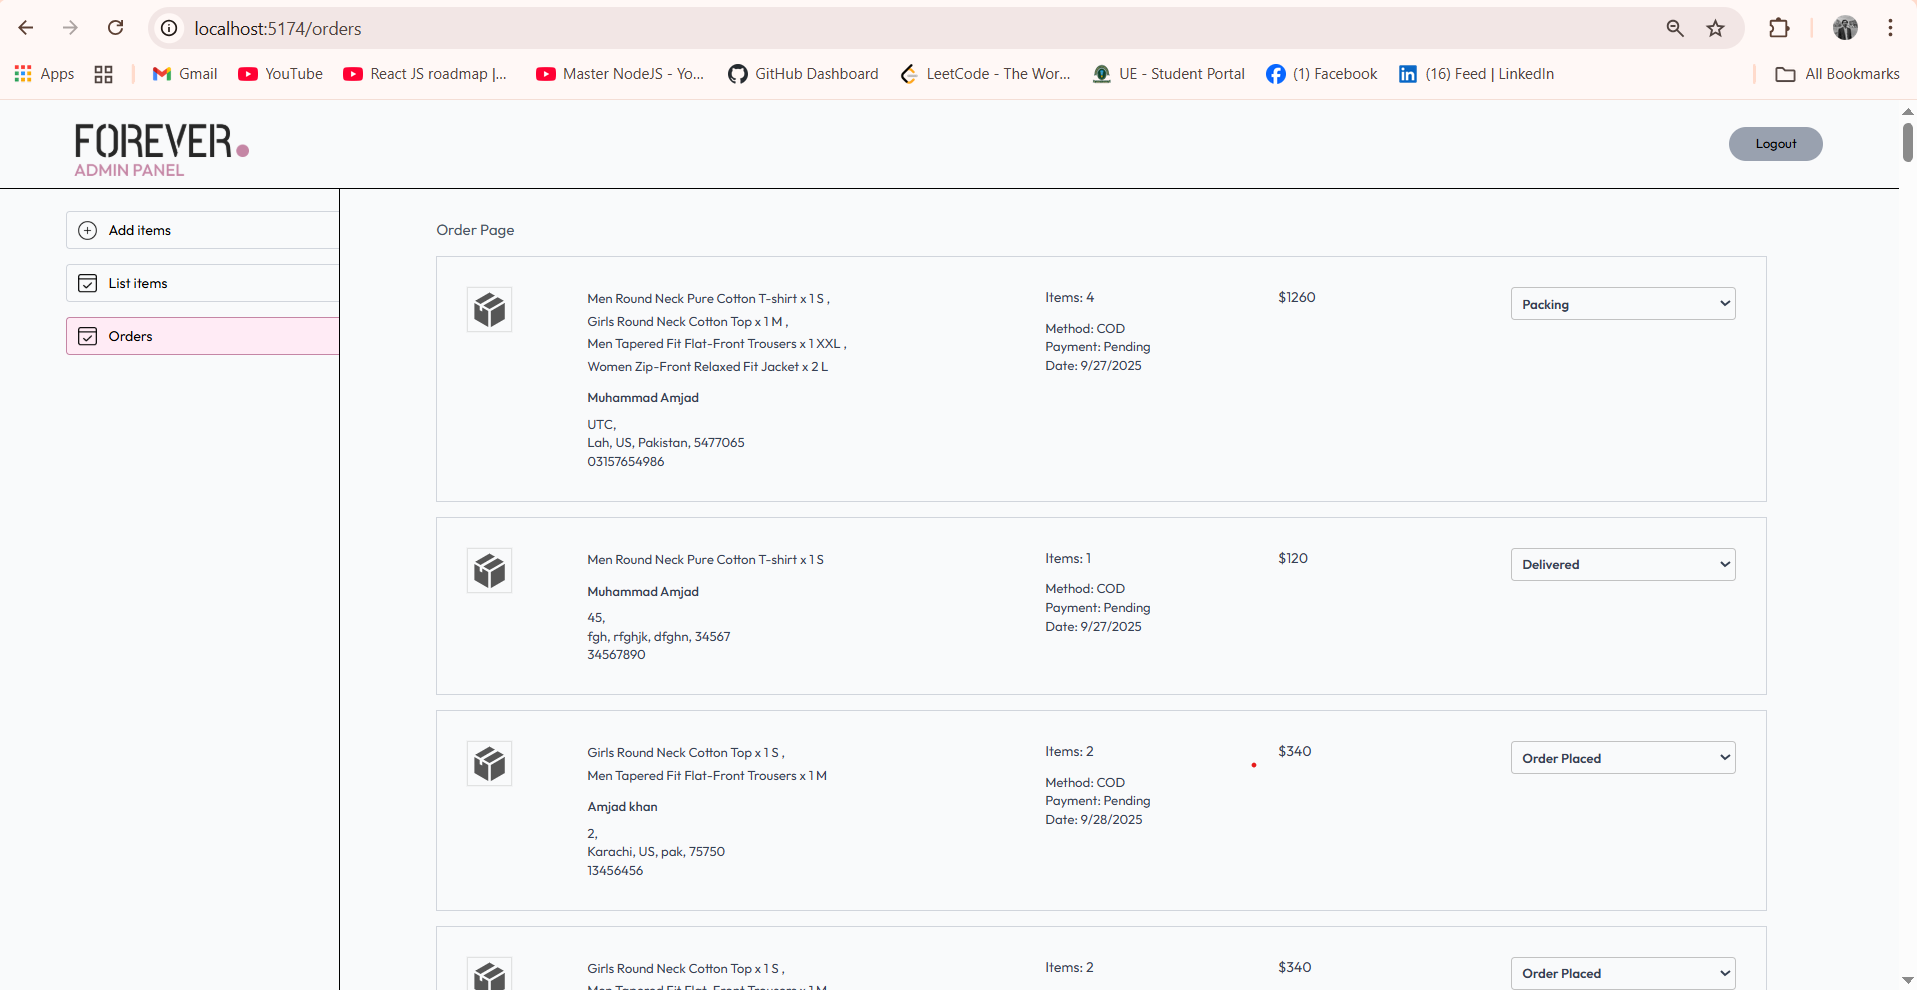 localhost:5174/orders
Apps
Gmail
YouTube
React JS roadmap |...
Master NodeJS - Yo...
GitHub Dashboard
LeetCode - The Wor...
UE - Student Portal
(1) Facebook
(16) Feed | LinkedIn
All Bookmarks
FOREVER.
ADMIN PANEL
Logout
Add items
List items
Orders
Order Page
Men Round Neck Pure Cotton T-shirt x 1 S ,
Girls Round Neck Cotton Top x 1 M ,
Men Tapered Fit Flat-Front Trousers x 1 XXL ,
Women Zip-Front Relaxed Fit Jacket x 2 L
Muhammad Amjad
UTC,
Lah, US, Pakistan, 5477065
03157654986
Items: 4
Method: COD
Payment: Pending
Date: 9/27/2025
$1260
Packing
Men Round Neck Pure Cotton T-shirt x 1 S
Muhammad Amjad
45,
fgh, rfghjk, dfghn, 34567
34567890
Items: 1
Method: COD
Payment: Pending
Date: 9/27/2025
$120
Delivered
Girls Round Neck Cotton Top x 1 S ,
Men Tapered Fit Flat-Front Trousers x 1 M
Amjad khan
2,
Karachi, US, pak, 75750
13456456
Items: 2
Method: COD
Payment: Pending
Date: 9/28/2025
$340
Order Placed
Girls Round Neck Cotton Top x 1 S ,
Men Tapered Fit Flat-Front Trousers x 1 M
Items: 2
$340
Order Placed